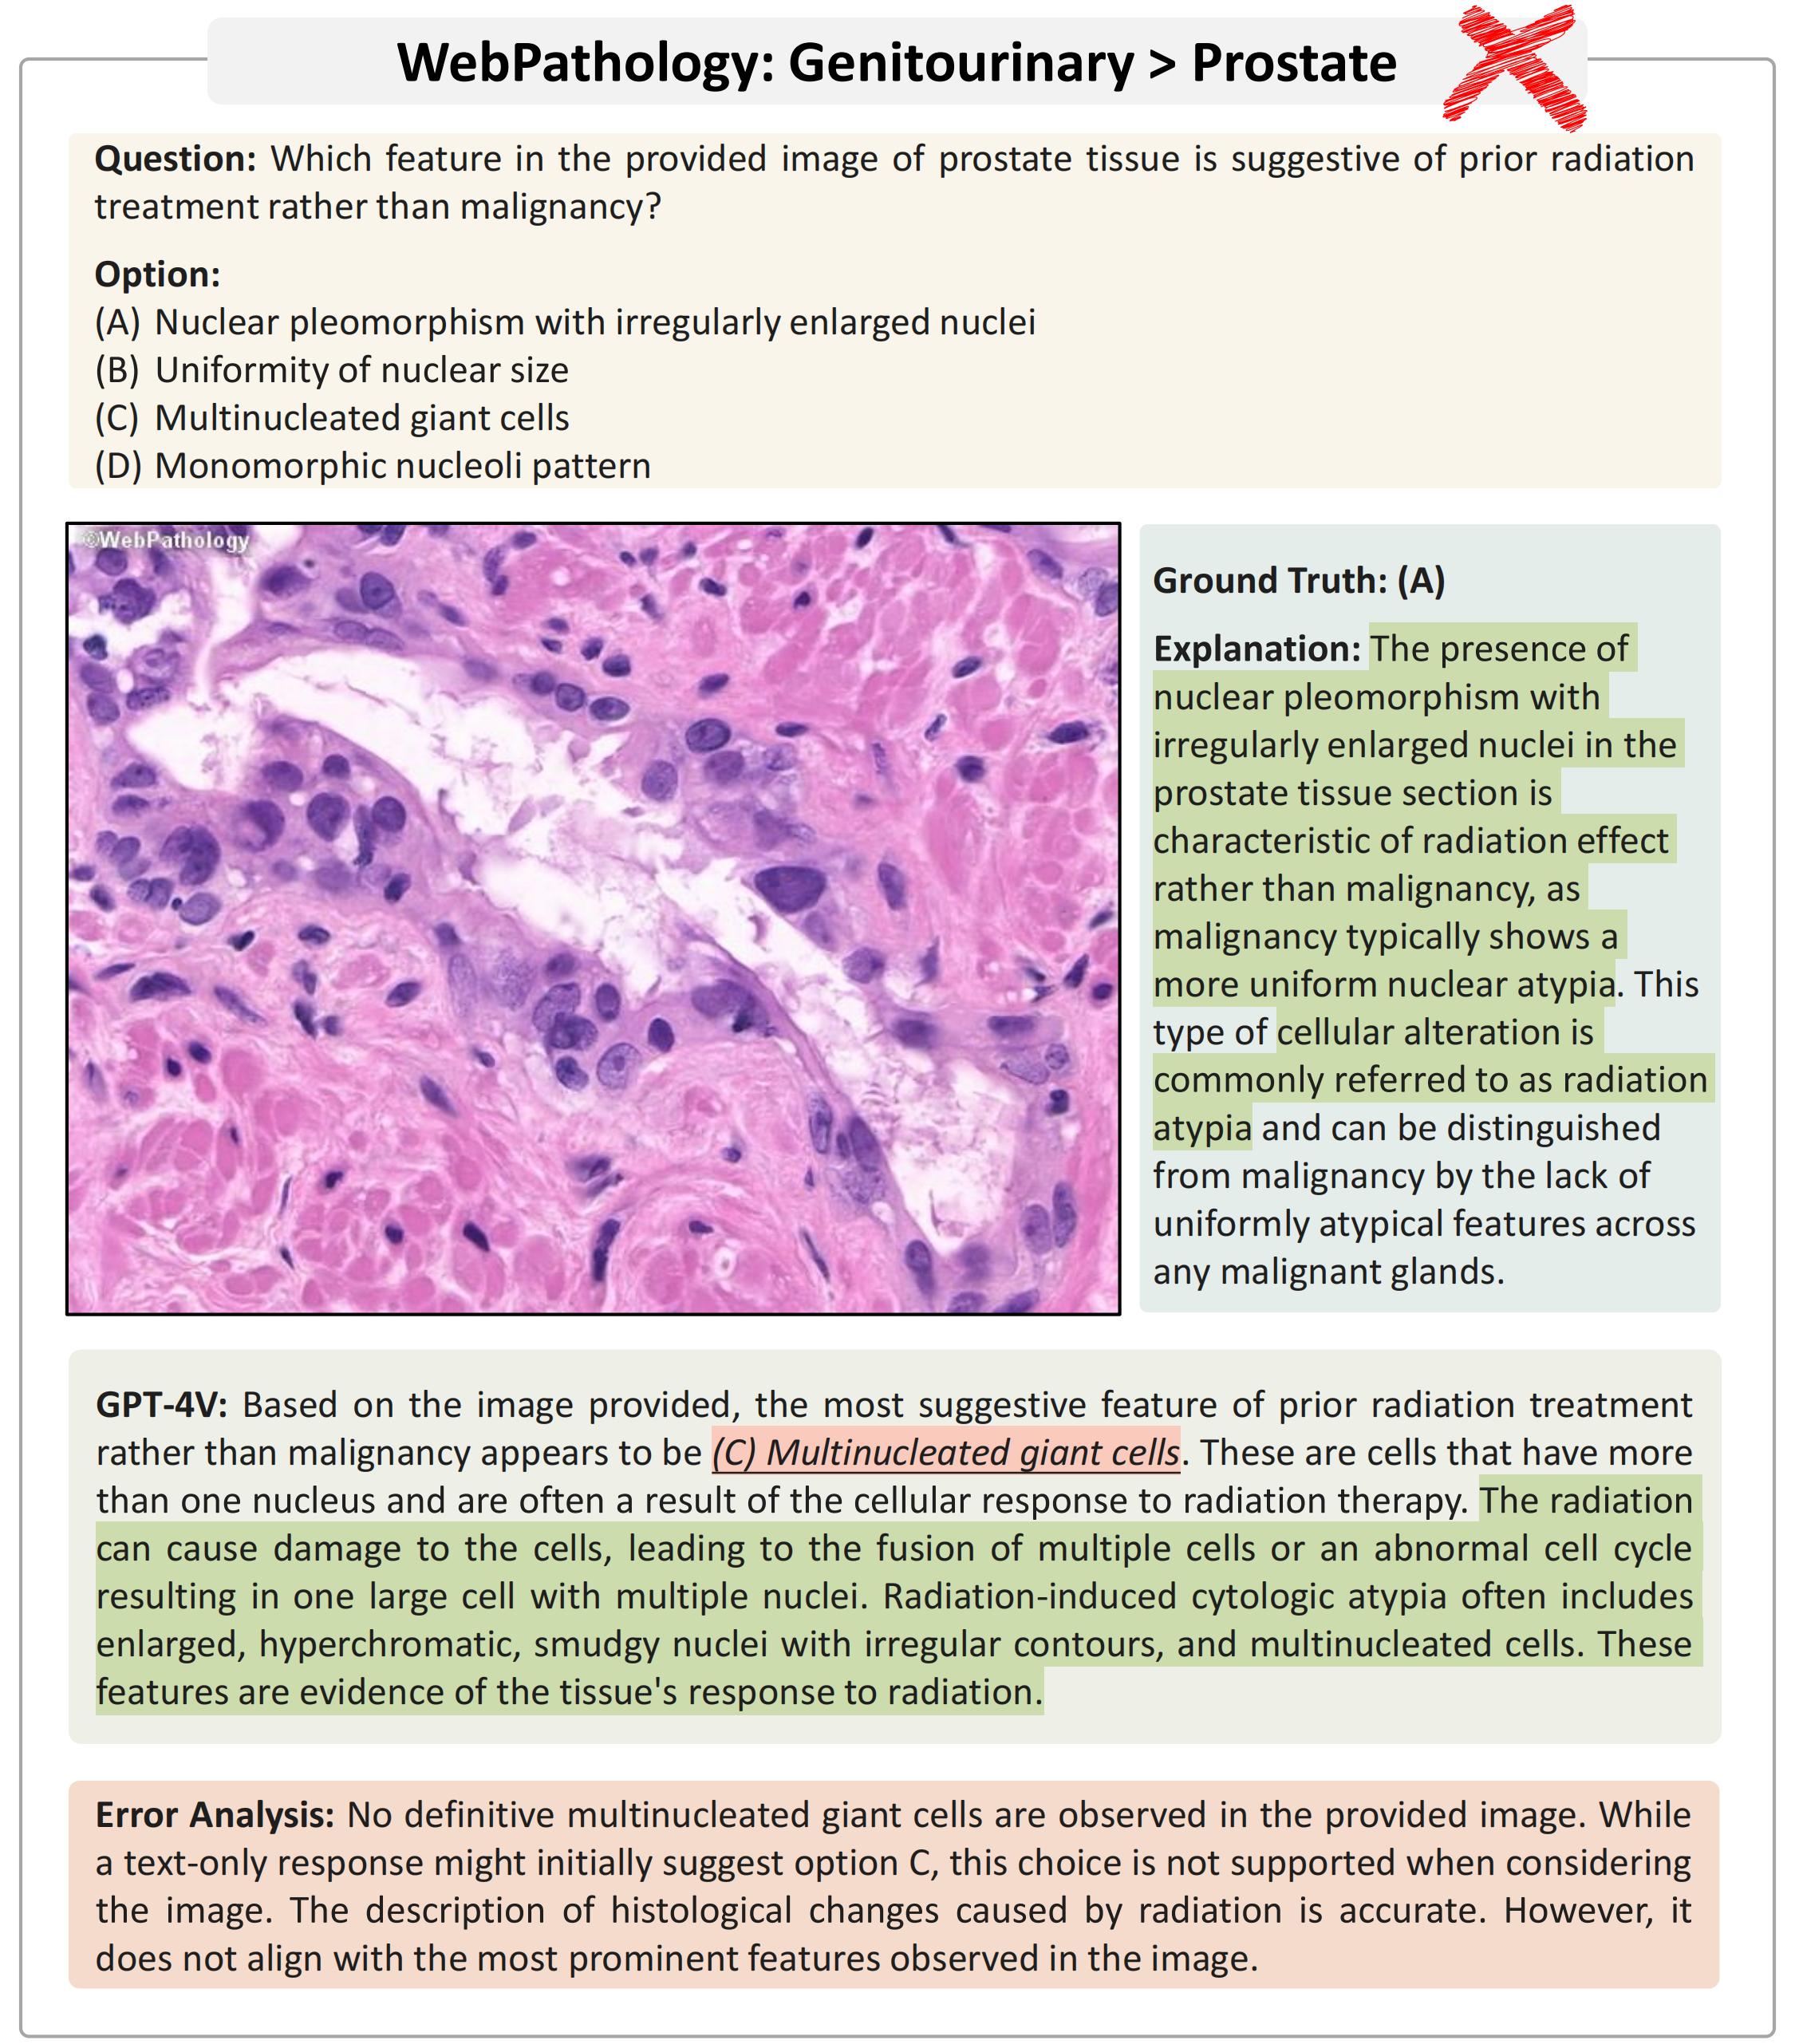 WebPathology: Genitourinary > Prostate
Question: Which feature in the provided image of prostate tissue is suggestive of prior radiation
treatment rather than malignancy?
Option:
(A) Nuclear pleomorphism with irregularly enlarged nuclei
(B) Uniformity of nuclear size
(C) Multinucleated giant cells
(D) Monomorphic nucleoli pattern
©WebPathology
Ground Truth: (A)
Explanation: The presence of
nuclear pleomorphism with
irregularly enlarged nuclei in the
prostate tissue section is
characteristic of radiation effect
rather than malignancy, as
malignancy typically shows a
more uniform nuclear atypia. This
type of cellular alteration is
commonly referred to as radiation
atypia and can be distinguished
from malignancy by the lack of
uniformly atypical features across
any malignant glands.
GPT-4V: Based on the image provided, the most suggestive feature of prior radiation treatment
rather than malignancy appears to be (C) Multinucleated giant cells. These are cells that have more
than one nucleus and are often a result of the cellular response to radiation therapy. The radiation
can cause damage to the cells, leading to the fusion of multiple cells or an abnormal cell cycle
resulting in one large cell with multiple nuclei. Radiation-induced cytologic atypia often includes
enlarged, hyperchromatic, smudgy nuclei with irregular contours, and multinucleated cells. These
features are evidence of the tissue's response to radiation.
Error Analysis: No definitive multinucleated giant cells are observed in the provided image. While
a text-only response might initially suggest option C, this choice is not supported when considering
the image. The description of histological changes caused by radiation is accurate. However, it
does not align with the most prominent features observed in the image.